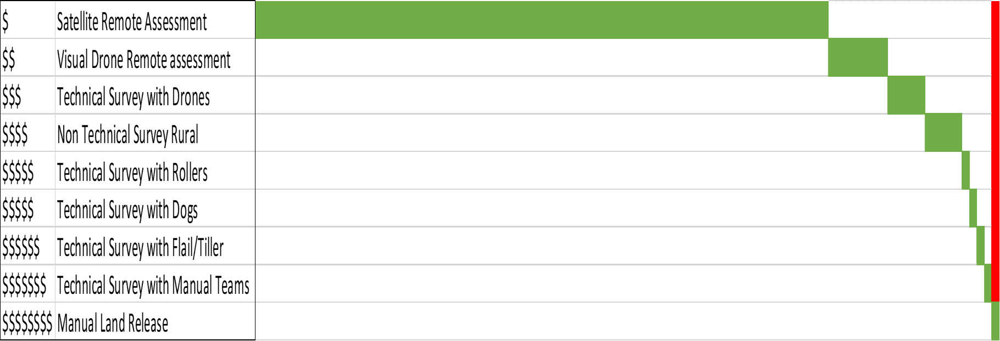 $ Satellite Remote Assessment
$$ Visual Drone Remote assessment
$$$ Technical Survey with Drones
$$$$ Non Technical Survey Rural
$$$$$ Technical Survey with Rollers
$$$$$ Technical Survey with Dogs
$$$$$$ Technical Survey with Flail/Tiller
$$$$$$$ Technical Survey with Manual Teams
$$$$$$$$ Manual Land Release